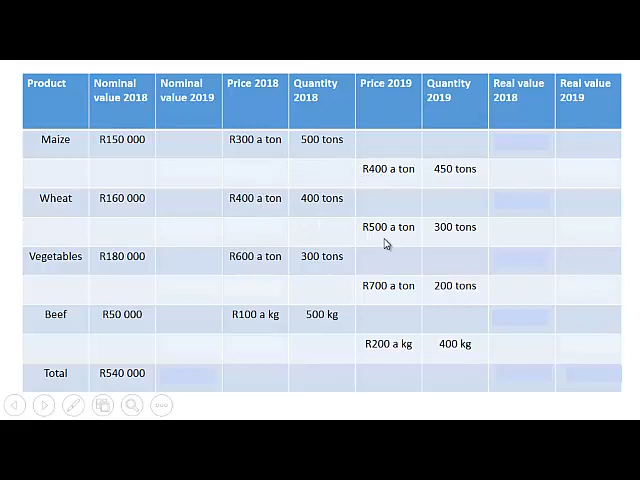 Product Nominal value 2018 Nominal value 2019 Price 2018 Quantity 2018 Price 2019 Quantity 2019 Real value 2018 Real value 2019
Maize R150 000 R300 a ton 500 tons
R400 a ton 450 tons
Wheat R160 000 R400 a ton 400 tons
R500 a ton 300 tons
Vegetables R180 000 R600 a ton 300 tons
R700 a ton 200 tons
Beef R50 000 R100 a kg 500 kg
R200 a kg 400 kg
Total R540 000